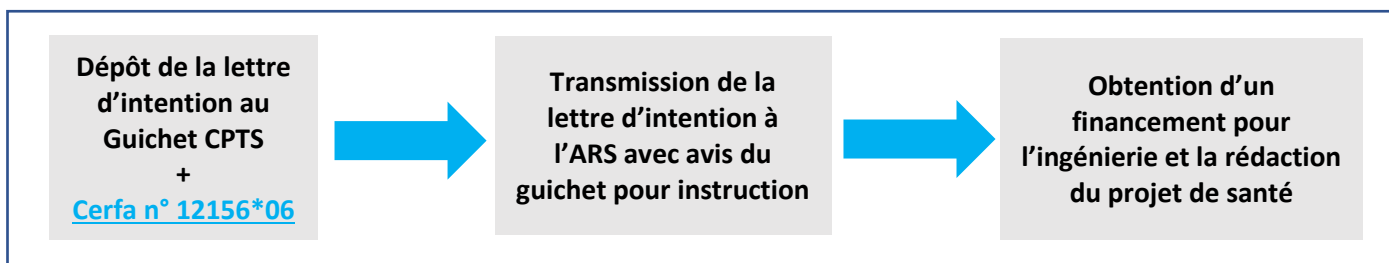 Dépôt de la lettre
d’intention au
Guichet CPTS
+
Cerfa n° 12156*06
Transmission de la
lettre d’intention à
l’ARS avec avis du
guichet pour instruction
Obtention d’un
financement pour
l’ingénierie et la rédaction
du projet de santé